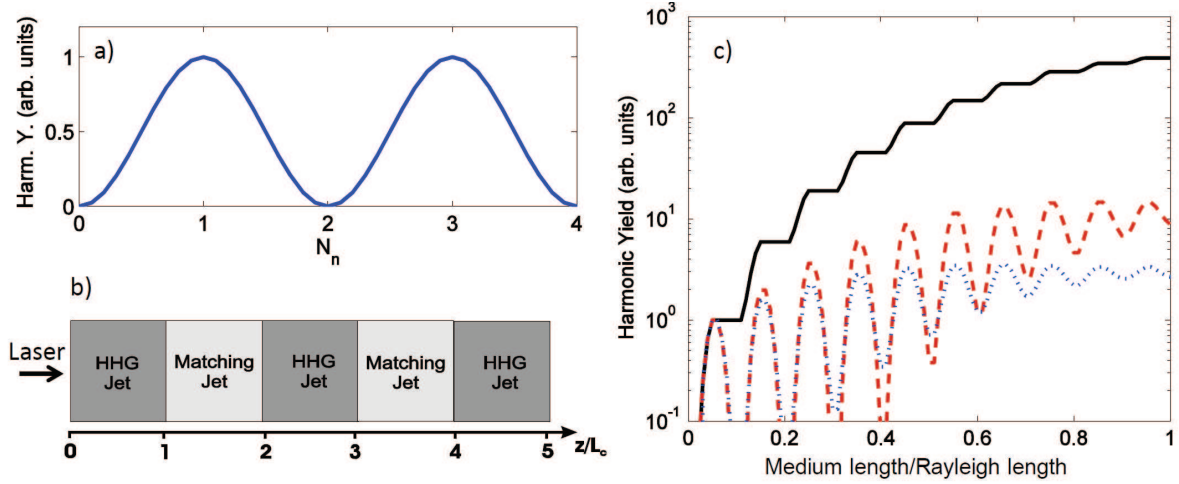 a)
Harm. Y. (arb. units)
1
0.5
0
0 1 2 3 4
N_n
b)
Laser
HHG Jet
Matching Jet
HHG Jet
Matching Jet
HHG Jet
0 1 2 3 4 5 z/L_c
c)
Harmonic Yield (arb. units)
10^3
10^2
10^1
10^0
10^-1
0 0.2 0.4 0.6 0.8 1
Medium length/Rayleigh length